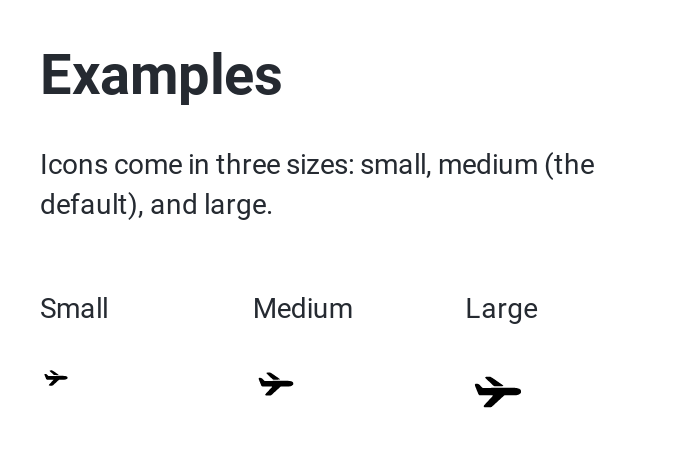 Examples
Icons come in three sizes: small, medium (the
default), and large.
Small Medium Large